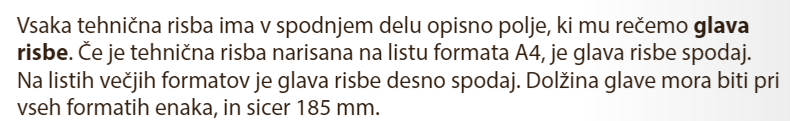 Vsaka tehnična risba ima v spodnjem delu opisno polje, ki mu rečemo glava
risbe. Če je tehnična risba narisana na listu formata A4, je glava risbe spodaj.
Na listih večjih formatov je glava risbe desno spodaj. Dolžina glave mora biti pri
vseh formatih enaka, in sicer 185 mm.